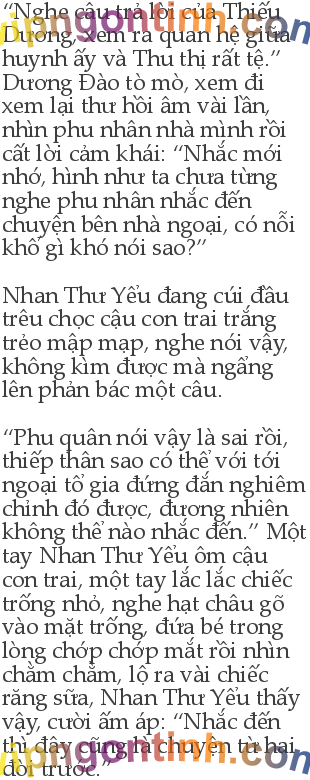 “Nghe câu trả lời của Thiếu
Dương, xem ra quan hệ giữa
huynh ấy và Thu thị rất tệ.”
Dương Đào tò mò, xem đi
xem lại thư hồi âm vài lần,
nhìn phu nhân nhà mình rồi
cất lời cảm khái: “Nhắc mới
nhớ, hình như ta chưa từng
nghe phu nhân nhắc đến
chuyện bên nhà ngoại, có nỗi
khổ gì khó nói sao?”
Nhan Thư Yểu đang cúi đầu
trêu chọc cậu con trai trắng
trẻo mập mạp, nghe nói vậy,
không kìm được mà ngẩng
lên phản bác một câu.
“Phu quân nói vậy là sai rồi,
thiếp thân sao có thể với tới
ngoại tổ gia đứng đắn nghiêm
chỉnh đó được, đương nhiên
không thể nào nhắc đến.” Một
tay Nhan Thư Yểu ôm cậu
con trai, một tay lắc lắc chiếc
trống nhỏ, nghe hạt châu gõ
vào mặt trống, đứa bé trong
lòng chớp chớp mắt rồi nhìn
chằm chằm, lộ ra vài chiếc
răng sữa, Nhan Thư Yểu thấy
vậy, cười ấm áp: “Nhắc đến
thì đây cũng là chuyện từ hai
đời trước.”